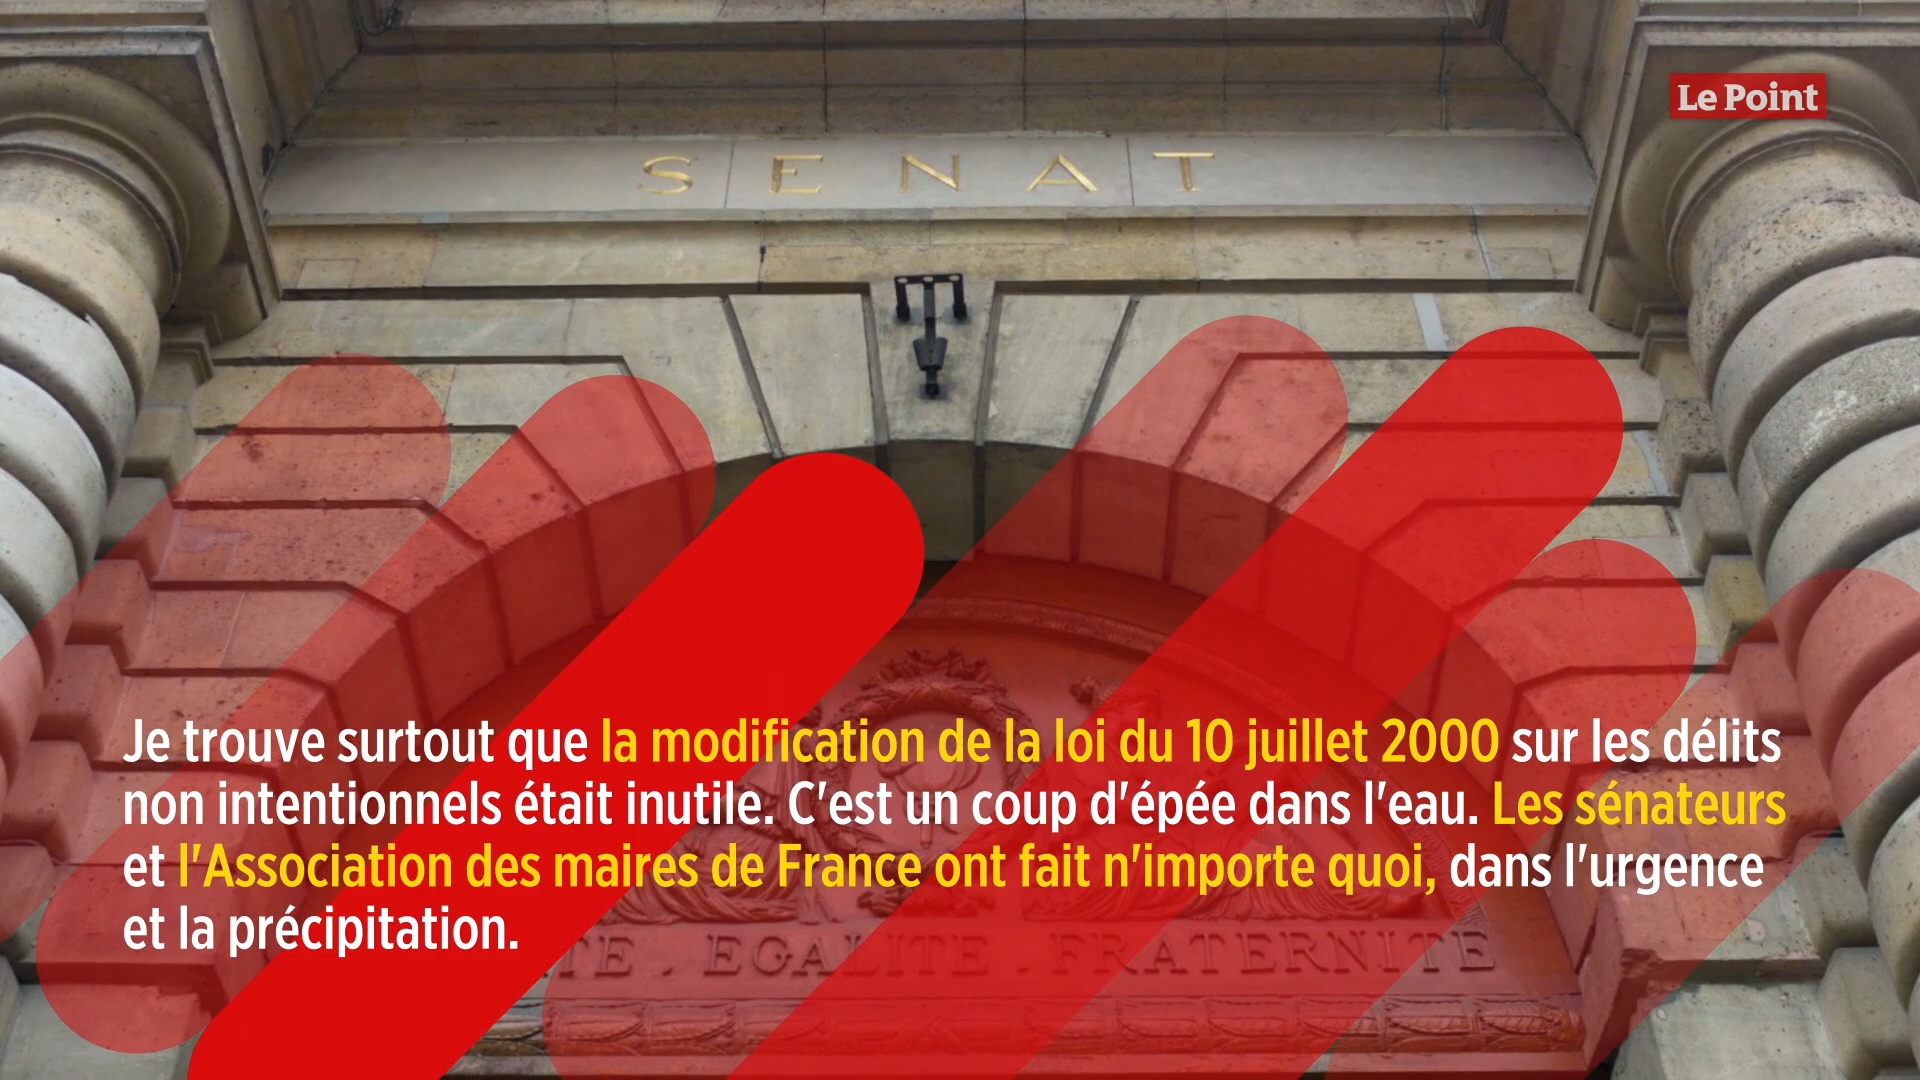 Le Point
SENAT
Je trouve surtout que la modification de la loi du 10 juillet 2000 sur les délits
non intentionnels était inutile. C'est un coup d'épée dans l'eau. Les sénateurs
et l'Association des maires de France ont fait n'importe quoi, dans l'urgence
et la précipitation.
TE . EGALITE . FRATERNITE